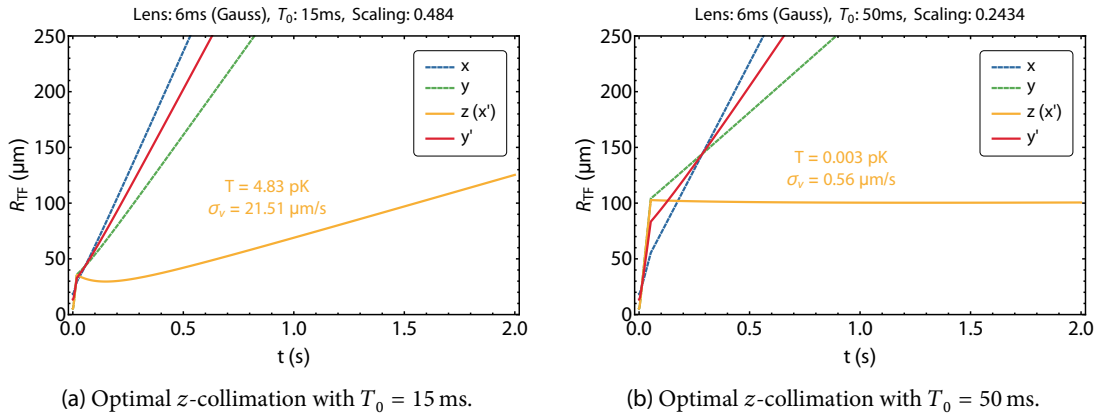 Lens: 6ms (Gauss), T₀: 15ms, Scaling: 0.484
250
200
150
100
50
0
R_TF (μm)
x
y
z (x')
y'
T = 4.83 pK
σᵥ = 21.51 μm/s
0.0 0.5 1.0 1.5 2.0
t (s)
(a) Optimal z-collimation with T₀ = 15 ms.
Lens: 6ms (Gauss), T₀: 50ms, Scaling: 0.2434
250
200
150
100
50
0
R_TF (μm)
x
y
z (x')
y'
T = 0.003 pK
σᵥ = 0.56 μm/s
0.0 0.5 1.0 1.5 2.0
t (s)
(b) Optimal z-collimation with T₀ = 50 ms.